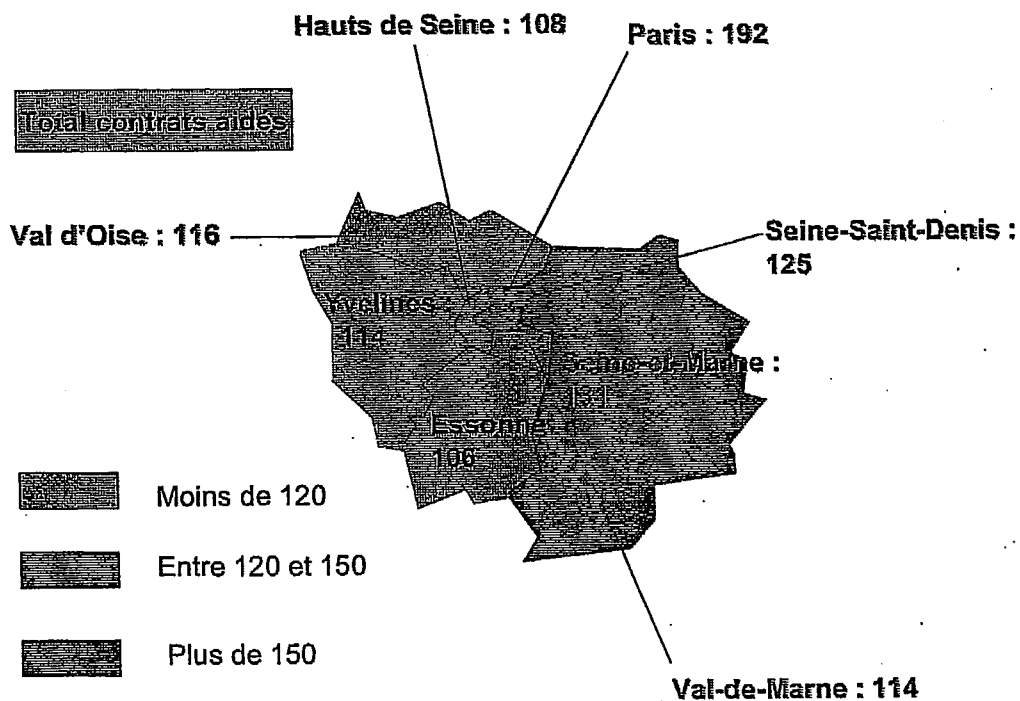 Hauts de Seine : 108
Paris : 192
Total contrats aidés
Val d'Oise : 116
Seine-Saint-Denis :
125
Yvelines
114
Seine-et-Marne :
Essonne
106
Moins de 120
Entre 120 et 150
Plus de 150
Val-de-Marne : 114